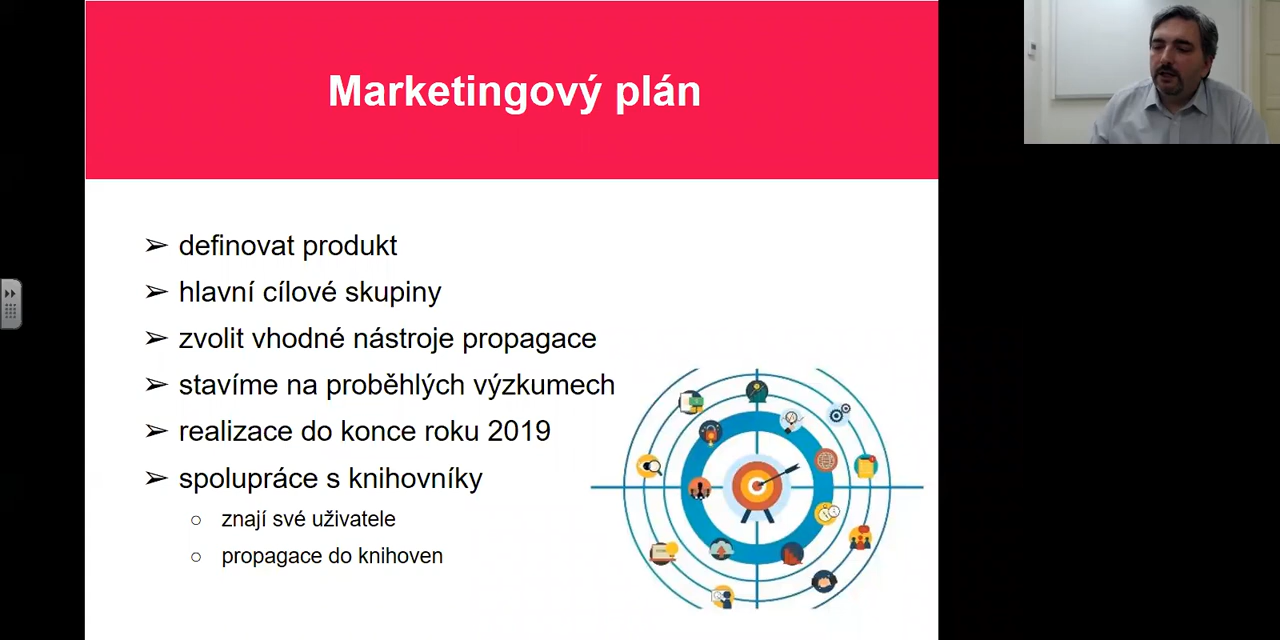 Marketingový plán
➢ definovat produkt
➢ hlavní cílové skupiny
➢ zvolit vhodné nástroje propagace
➢ stavíme na proběhlých výzkumech
➢ realizace do konce roku 2019
➢ spolupráce s knihovníky
○ znají své uživatele
○ propagace do knihoven